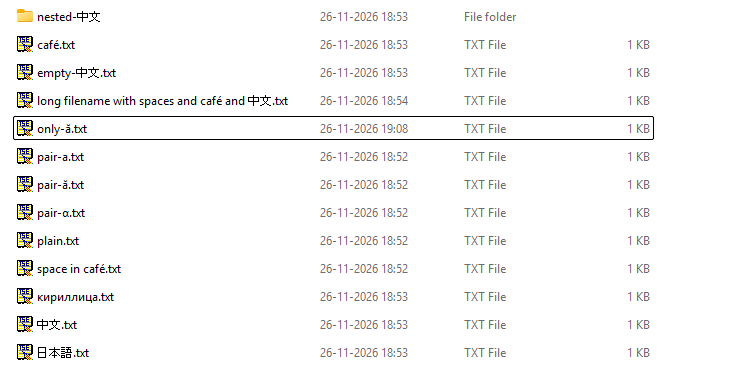 nested-中文 26-11-2026 18:53 File folder
café.txt 26-11-2026 18:53 TXT File 1 KB
empty-中文.txt 26-11-2026 18:53 TXT File 1 KB
long filename with spaces and café and 中文.txt 26-11-2026 18:54 TXT File 1 KB
only-ă.txt 26-11-2026 19:08 TXT File 1 KB
pair-a.txt 26-11-2026 18:52 TXT File 1 KB
pair-ă.txt 26-11-2026 18:52 TXT File 1 KB
pair-α.txt 26-11-2026 18:52 TXT File 1 KB
plain.txt 26-11-2026 18:52 TXT File 1 KB
space in café.txt 26-11-2026 18:52 TXT File 1 KB
кириллица.txt 26-11-2026 18:53 TXT File 1 KB
中文.txt 26-11-2026 18:53 TXT File 1 KB
日本語.txt 26-11-2026 18:53 TXT File 1 KB